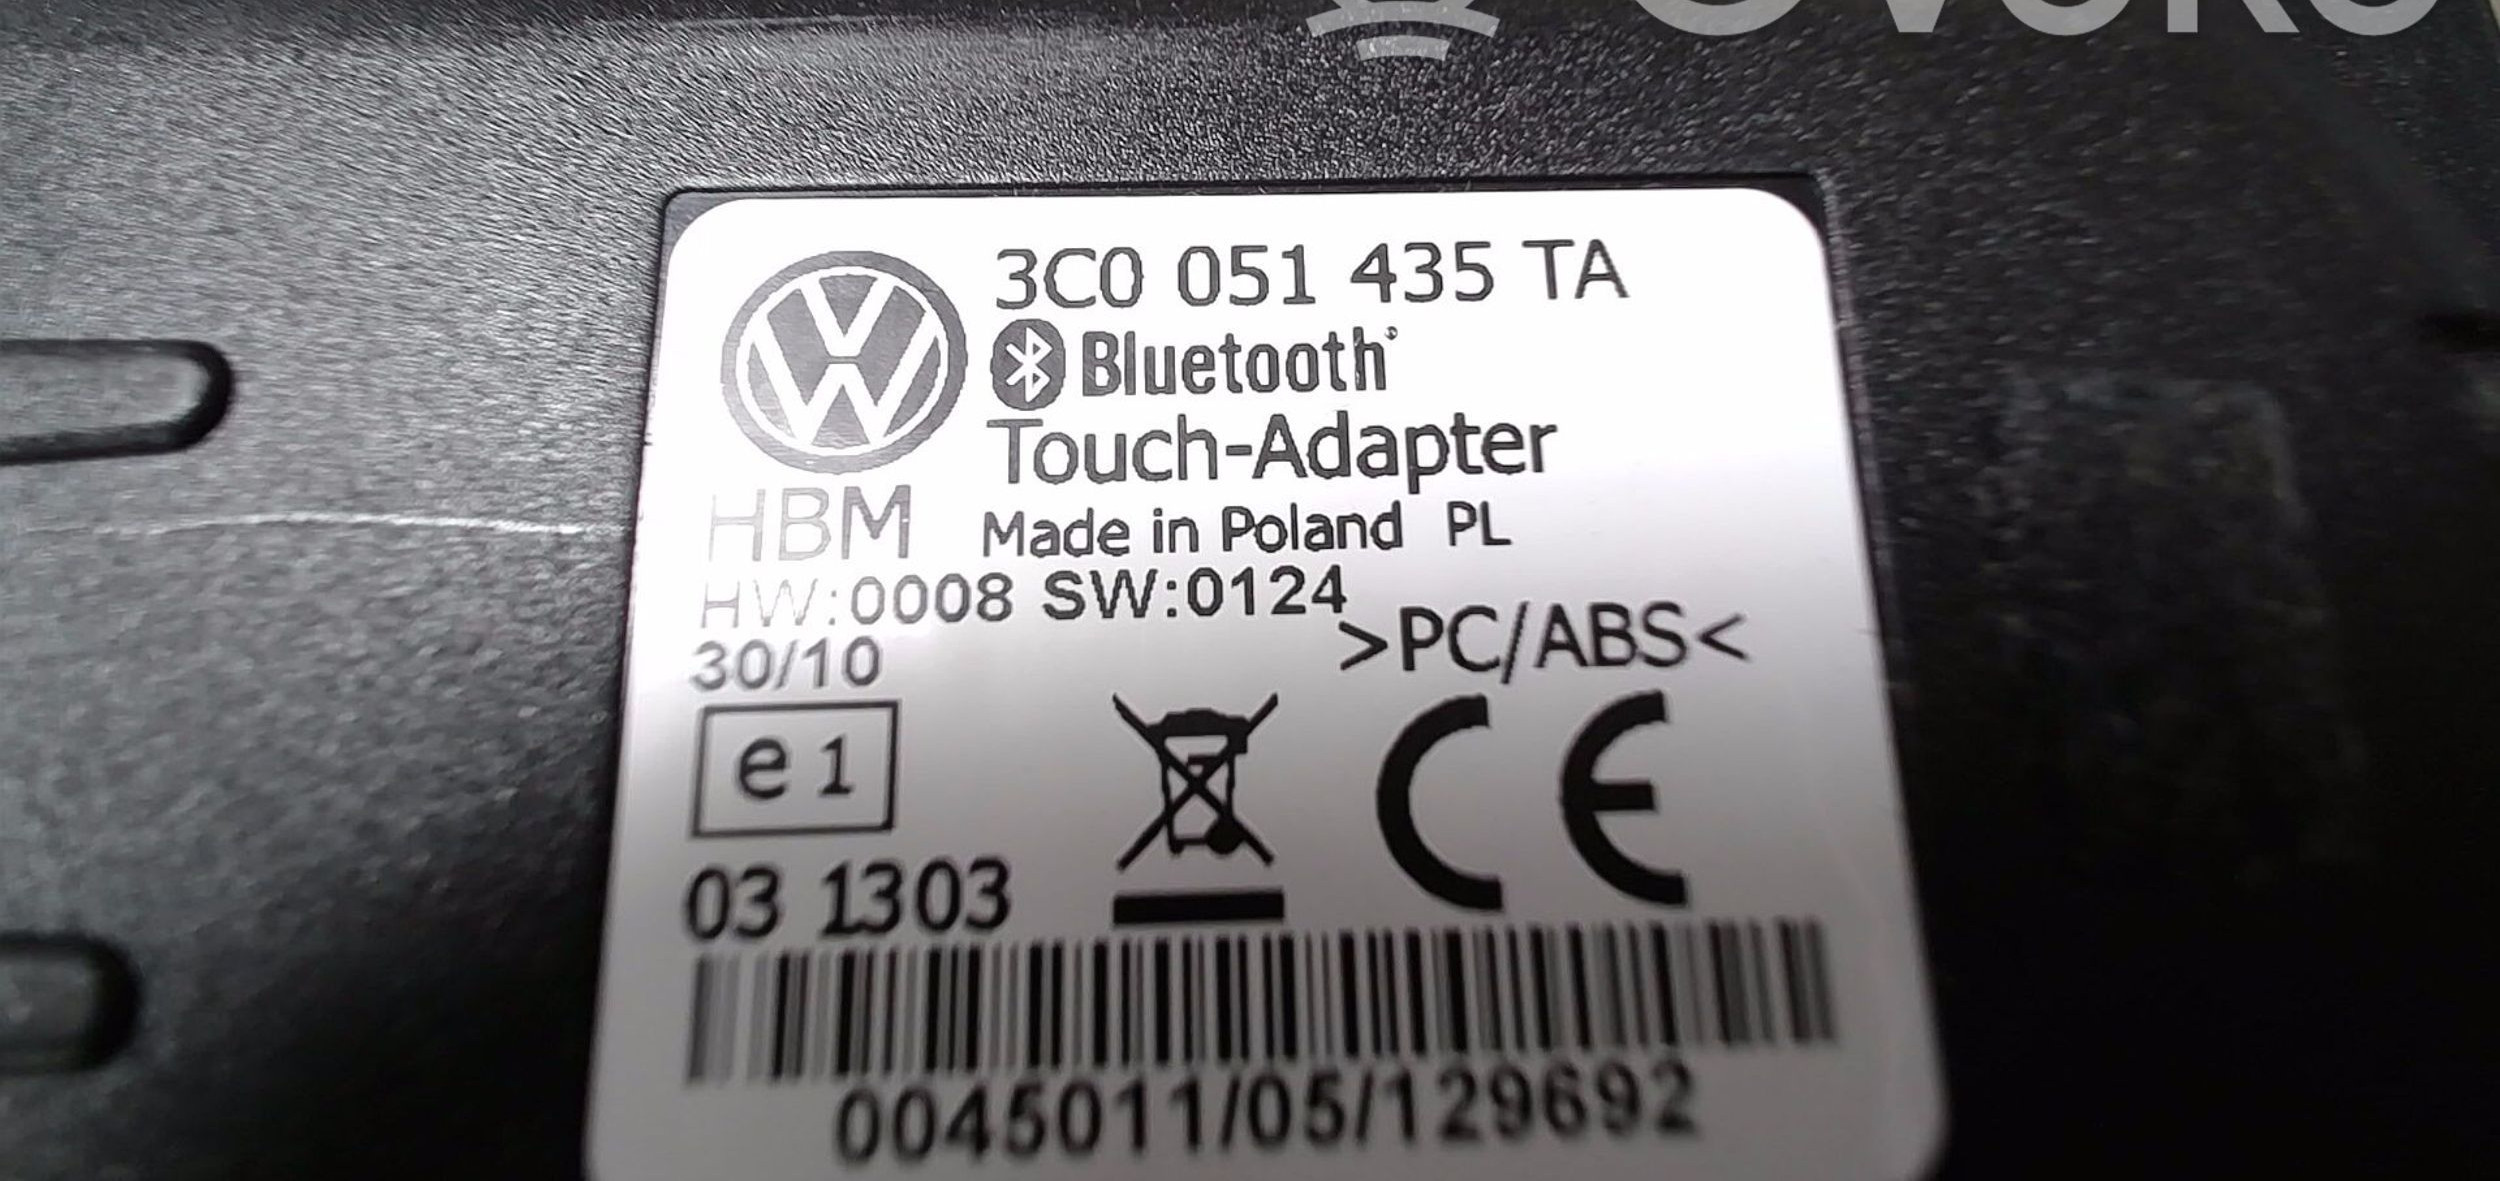 3C0 051 435 TA
Bluetooth
Touch-Adapter
HBM Made in Poland PL
HW:0008 SW:0124
>PC/ABS<
30/10
e1
CE
03 1303
0045011/05/129692